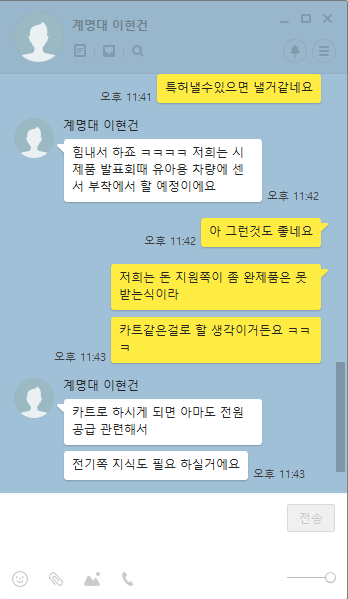 계명대 이현건
특허낼수있으면 낼거같네요
오후 11:41
계명대 이현건
힘내서 하죠 ㅋㅋㅋㅋ 저희는 시
제품 발표회때 유아용 차량에 센
서 부착에서 할 예정이에요
오후 11:42
아 그런것도 좋네요
오후 11:42
저희는 돈 지원쪽이 좀 완제품은 못
받는식이라
카트같은걸로 할 생각이거든요 ㅋㅋ
ㅋ
오후 11:43
계명대 이현건
카트로 하시게 되면 아마도 전원
공급 관련해서
전기쪽 지식도 필요 하실거에요
오후 11:43
전송